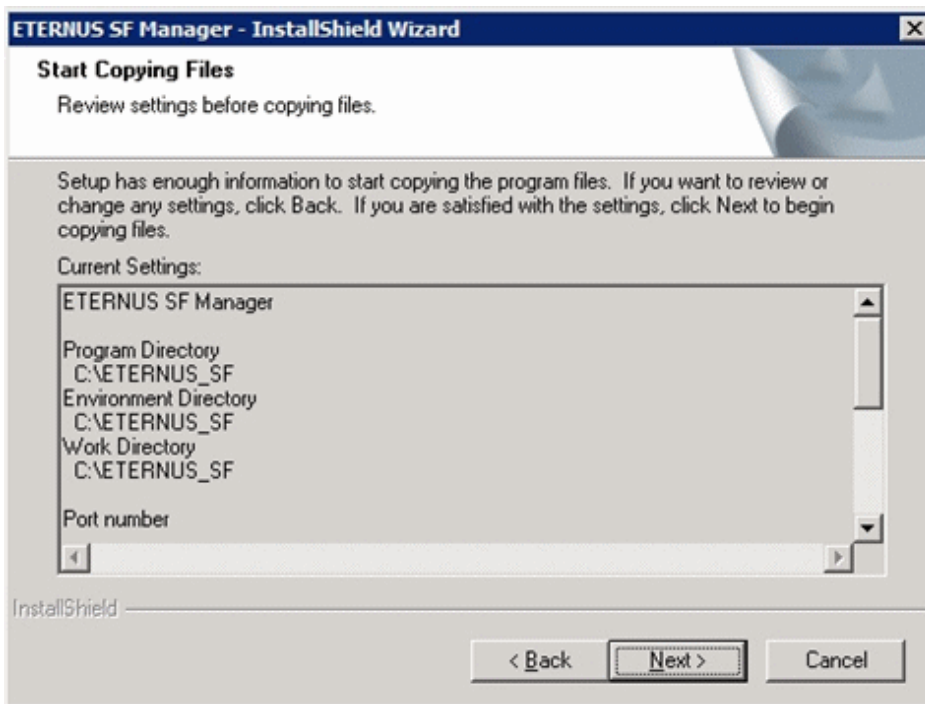 ETERNUS SF Manager - InstallShield Wizard
Start Copying Files
Review settings before copying files.
Setup has enough information to start copying the program files.  If you want to review or
change any settings, click Back.  If you are satisfied with the settings, click Next to begin
copying files.
Current Settings:
ETERNUS SF Manager
Program Directory
C:\ETERNUS_SF
Environment Directory
C:\ETERNUS_SF
Work Directory
C:\ETERNUS_SF
Port number
InstallShield
< Back Next > Cancel